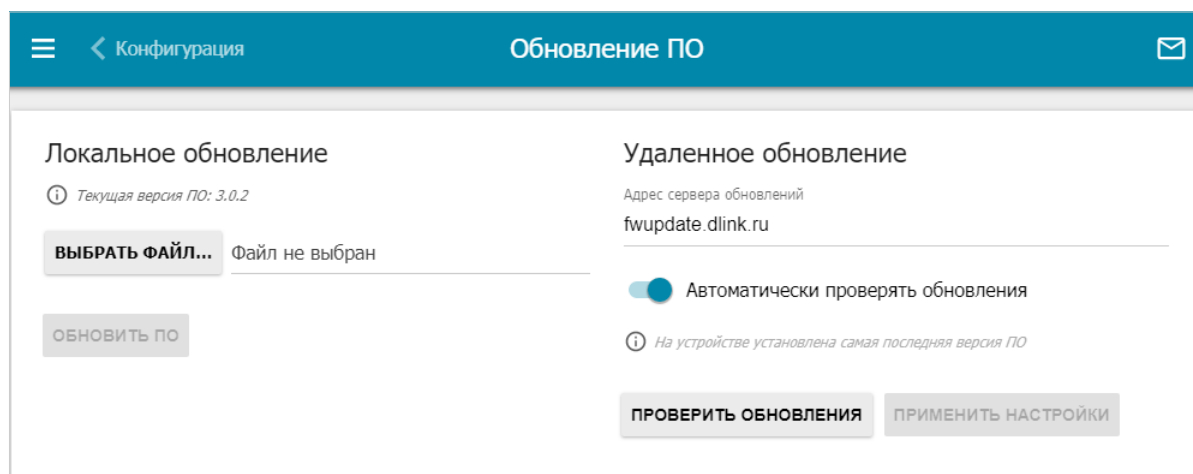 Конфигурация
Обновление ПО
Локальное обновление
Текущая версия ПО: 3.0.2
ВЫБРАТЬ ФАЙЛ... Файл не выбран
ОБНОВИТЬ ПО
Удаленное обновление
Адрес сервера обновлений
fwupdate.dlink.ru
Автоматически проверять обновления
На устройстве установлена самая последняя версия ПО
ПРОВЕРИТЬ ОБНОВЛЕНИЯ ПРИМЕНИТЬ НАСТРОЙКИ